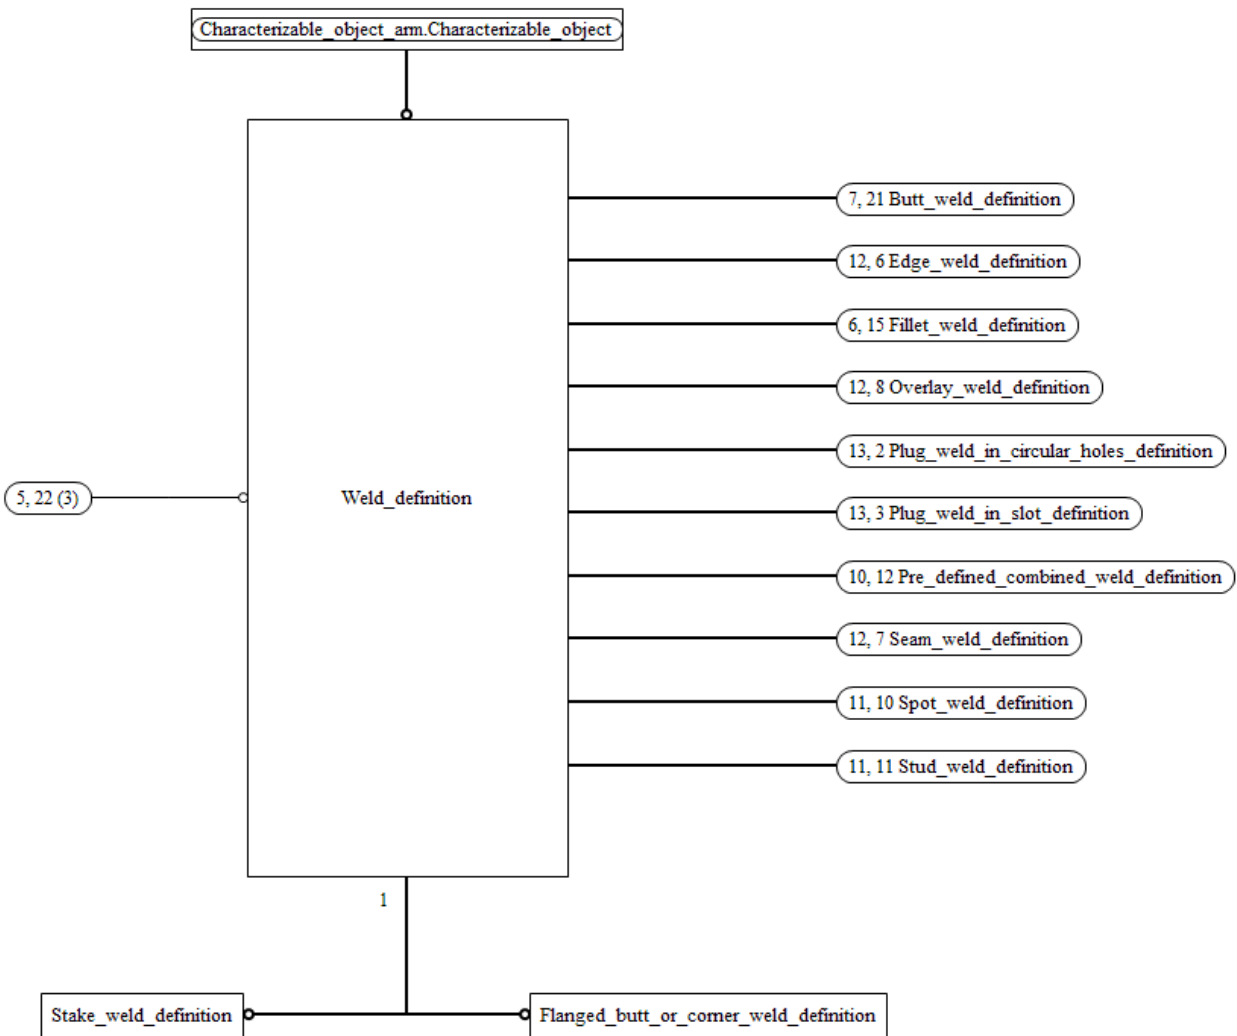 Characterizable_object_arm.Characterizable_object
7, 21 Butt_weld_definition
12, 6 Edge_weld_definition
6, 15 Fillet_weld_definition
12, 8 Overlay_weld_definition
13, 2 Plug_weld_in_circular_holes_definition
5, 22 (3)
Weld_definition
13, 3 Plug_weld_in_slot_definition
10, 12 Pre_defined_combined_weld_definition
12, 7 Seam_weld_definition
11, 10 Spot_weld_definition
11, 11 Stud_weld_definition
1
Stake_weld_definition
Flanged_butt_or_corner_weld_definition